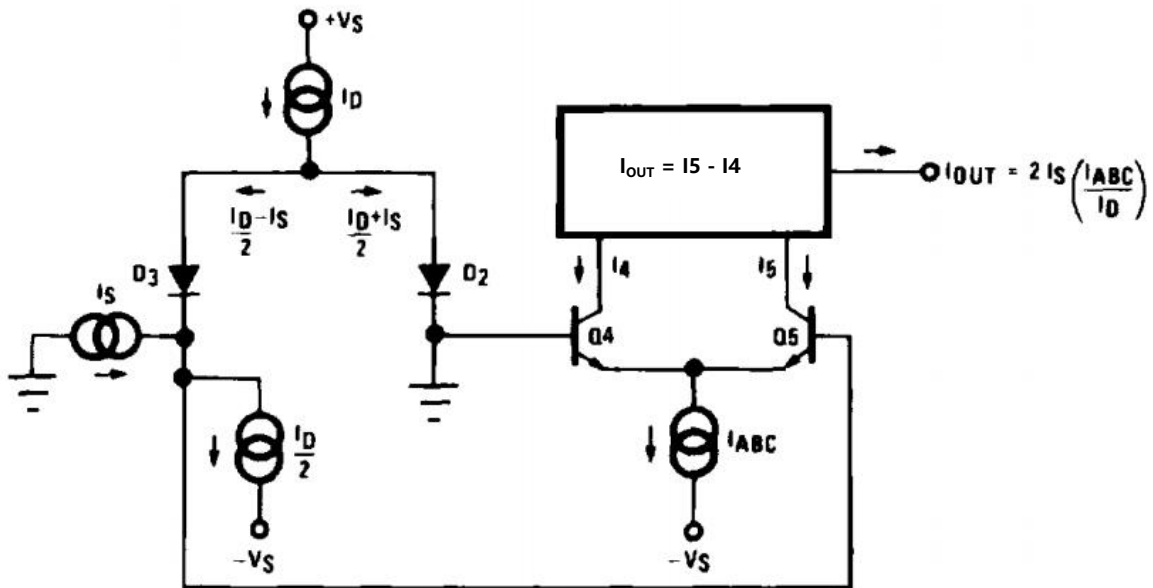 +VS
ID
IOUT = I5 - I4
IOUT = 2 IS (IABC/ID)
ID/2 -IS
ID/2 +IS
D3
D2
I4
I5
IS
Q4
Q5
ID/2
IABC
-VS
-VS